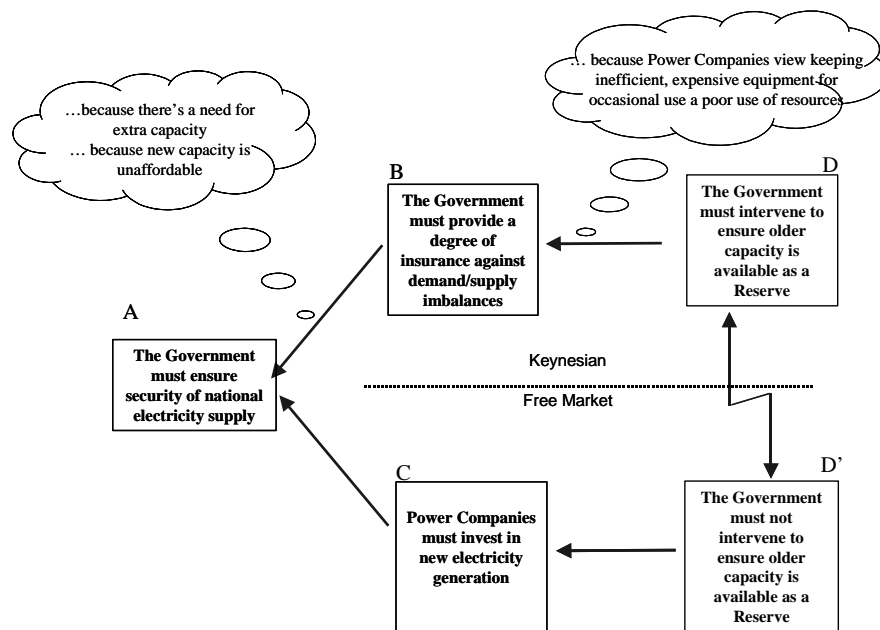 … because Power Companies view keeping
inefficient, expensive equipment for
occasional use a poor use of resources
…because there’s a need for
extra capacity
… because new capacity is
unaffordable
B
The Government
must provide a
degree of
insurance against
demand/supply
imbalances
D
The Government
must intervene to
ensure older
capacity is
available as a
Reserve
A
The Government
must ensure
security of national
electricity supply
Keynesian
Free Market
C
Power Companies
must invest in
new electricity
generation
D’
The Government
must not
intervene to
ensure older
capacity is
available as a
Reserve